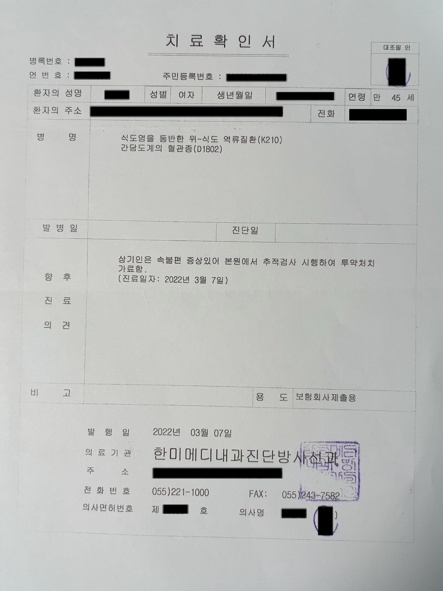 치 료 확 인 서
대조필 인
병록번호 :
연 번 호 :
주민등록번호 :
환자의 성명 성별 여자 생년월일 연령 만 45 세
환자의 주소 전화
병 명
식도염을 동반한 위-식도 역류질환(K210)
간담도계의 혈관종(D1802)
발 병 일 진단일
향 후 진 료 의 견
상기인은 속불편 증상있어 본원에서 추적검사 시행하여 투약처치
가료함.
(진료일자: 2022년 3월 7일)
비 고 용 도 보험회사제출용
발 행 일 2022년 03월 07일
의 료 기 관 한미메디내과진단방사선과
주 소
전 화 번 호 055)221-1000 FAX: 055)243-7582
의사면허번호 제 호 의사명